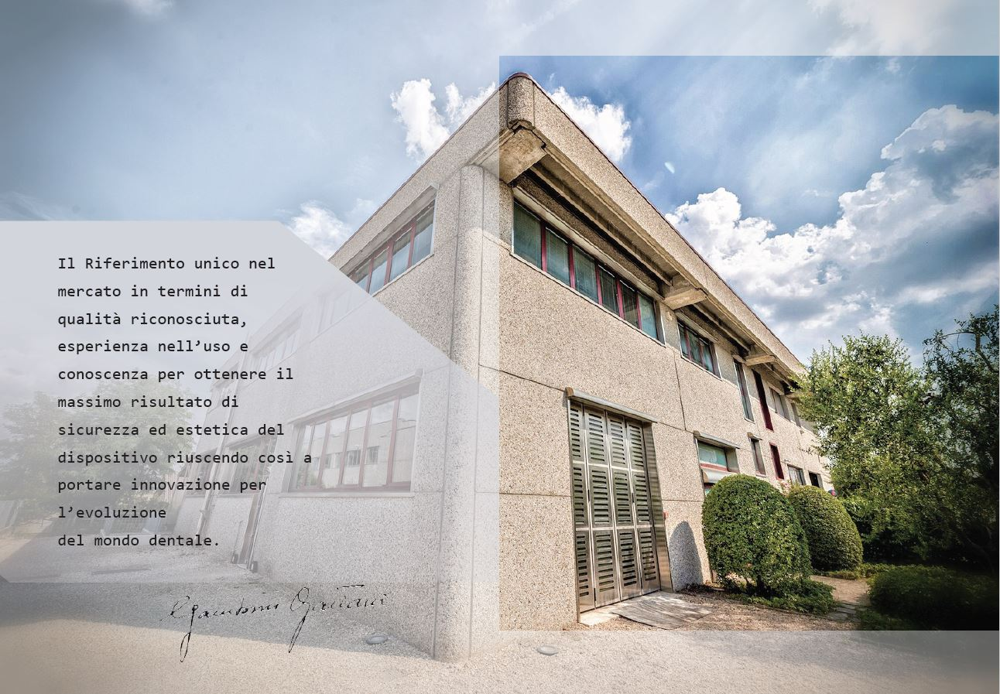 Il Riferimento unico nel
mercato in termini di
qualità riconosciuta,
esperienza nell’uso e
conoscenza per ottenere il
massimo risultato di
sicurezza ed estetica del
dispositivo riuscendo così a
portare innovazione per
l’evoluzione
del mondo dentale.